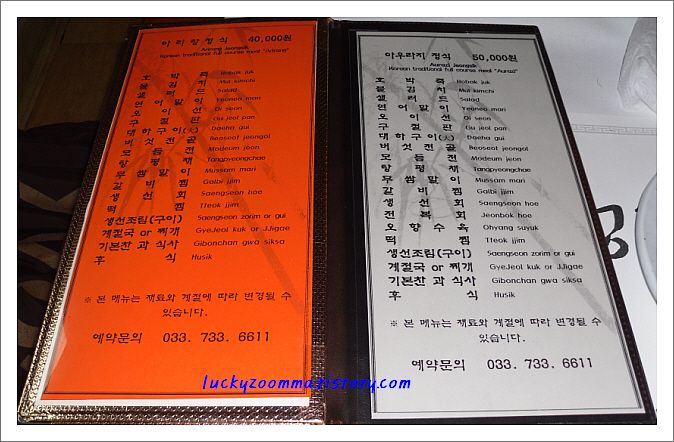 아리랑정식 40,000원
Arirang Jeongsik
Korean traditional full course meal "Arirang"
호 박 죽 Hobak juk
물 김 치 Mul kimchi
샐 러 드 Salad
연 어 말 이 Yeoneo mari
오 이 선 Oi seon
구 절 판 Gu jeol pan
대 하 구 이(大) Daeha gui
버 섯 전 골 Beoseot jeongol
모 듬 전 Modeum jeon
탕 평 채 Tangpyeongchae
무 쌈 말 이 Mussam mari
갈 비 찜 Galbi jjim
생 선 회 Saengseon hoe
떡 찜 Tteok jjim
생선조림(구이) Saengseon zorim or gui
계절국 or 찌개 GyeJeol kuk or JJigae
기본찬 과 식사 Gibonchan gwa siksa
후 식 Husik
※ 본 메뉴는 재료와 계절에 따라 변경될 수
있습니다.
예약문의 033. 733. 6611
아우라지 정식 50,000원
Auraji Jeongsik
Korean traditional full course meal "Auraji"
호 박 죽 Hobak juk
물 김 치 Mul kimchi
샐 러 드 Salad
연 어 말 이 Yeoneo mari
오 이 선 Oi seon
구 절 판 Gu jeol pan
대 하 구 이(大) Daeha gui
버 섯 전 골 Beoseot jeongol
모 듬 전 Modeum jeon
탕 평 채 Tangpyeongchae
무 쌈 말 이 Mussam mari
갈 비 찜 Galbi jjim
생 선 회 Saengseon hoe
전 복 회 Jeonbok hoe
오 향 수 육 Ohyang suyuk
떡 찜 Tteok jjim
생선조림(구이) Saengseon zorim or gui
계절국 or 찌개 GyeJeol kuk or JJigae
기본찬 과 식사 Gibonchan gwa siksa
후 식 Husik
※ 본 메뉴는 재료와 계절에 따라 변경될 수
있습니다.
예약문의 033. 733. 6611